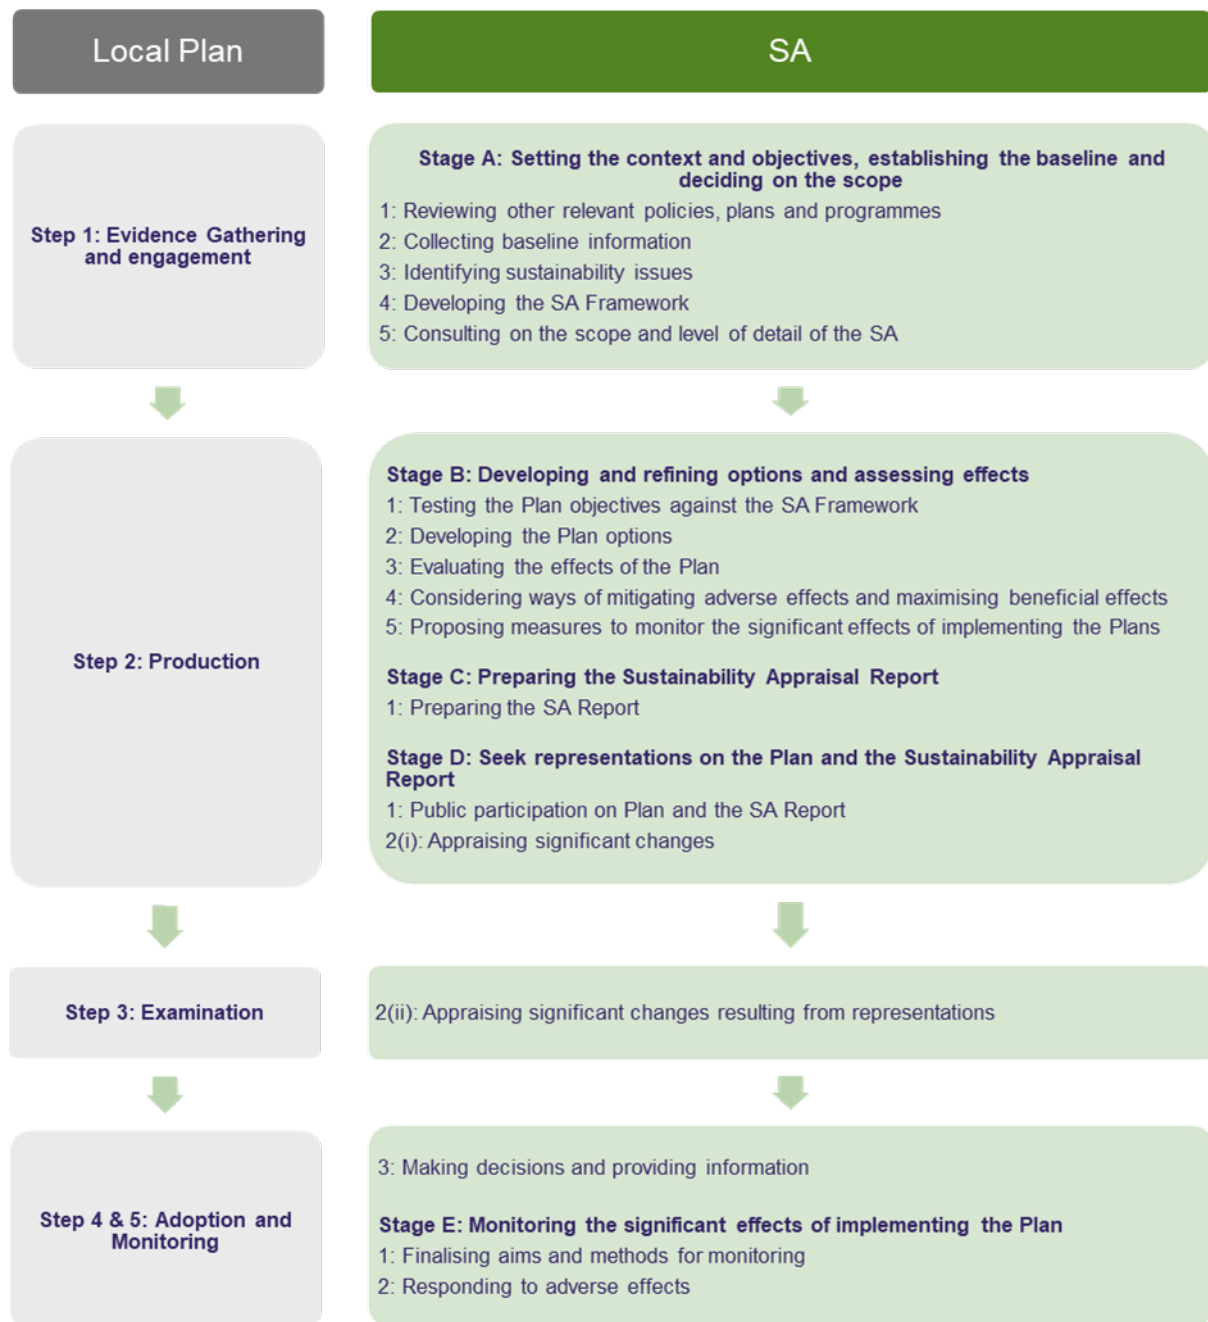 Local Plan
SA
Step 1: Evidence Gathering
and engagement
Stage A: Setting the context and objectives, establishing the baseline and
deciding on the scope
1: Reviewing other relevant policies, plans and programmes
2: Collecting baseline information
3: Identifying sustainability issues
4: Developing the SA Framework
5: Consulting on the scope and level of detail of the SA
Step 2: Production
Stage B: Developing and refining options and assessing effects
1: Testing the Plan objectives against the SA Framework
2: Developing the Plan options
3: Evaluating the effects of the Plan
4: Considering ways of mitigating adverse effects and maximising beneficial effects
5: Proposing measures to monitor the significant effects of implementing the Plans
Stage C: Preparing the Sustainability Appraisal Report
1: Preparing the SA Report
Stage D: Seek representations on the Plan and the Sustainability Appraisal
Report
1: Public participation on Plan and the SA Report
2(i): Appraising significant changes
Step 3: Examination
2(ii): Appraising significant changes resulting from representations
Step 4 & 5: Adoption and
Monitoring
3: Making decisions and providing information
Stage E: Monitoring the significant effects of implementing the Plan
1: Finalising aims and methods for monitoring
2: Responding to adverse effects